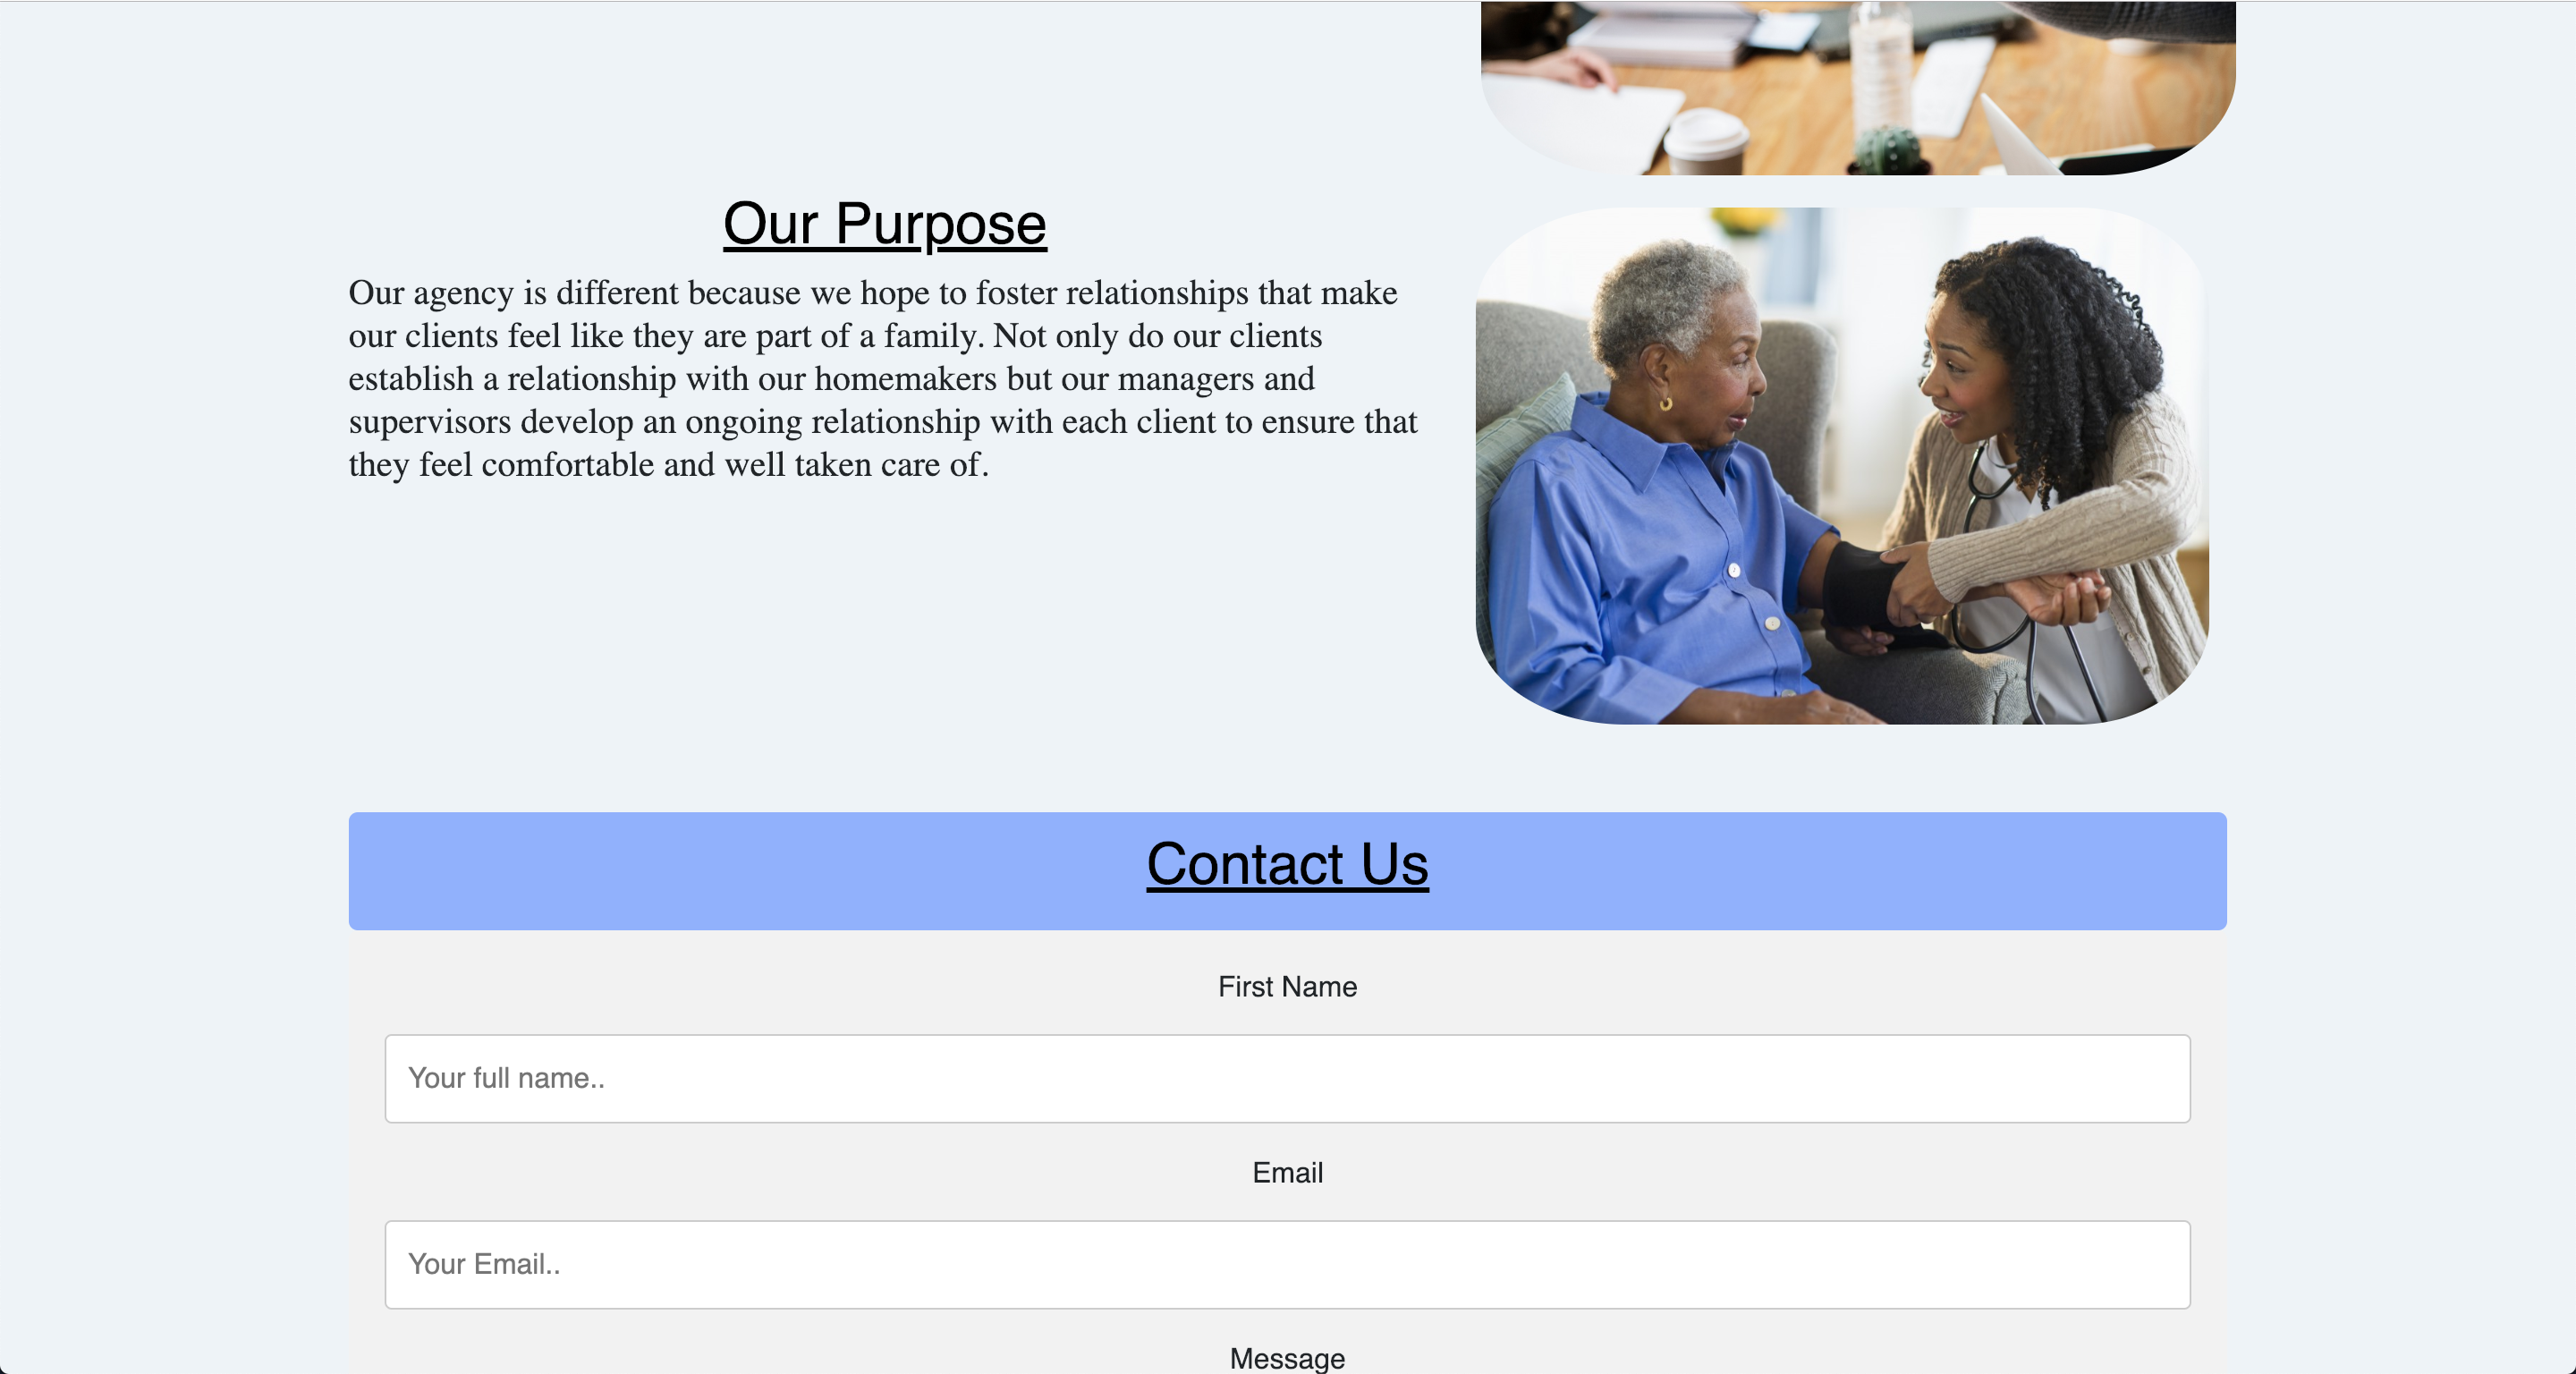 Our Purpose
Our agency is different because we hope to foster relationships that make
our clients feel like they are part of a family. Not only do our clients
establish a relationship with our homemakers but our managers and
supervisors develop an ongoing relationship with each client to ensure that
they feel comfortable and well taken care of.
Contact Us
First Name
Your full name..
Email
Your Email..
Message